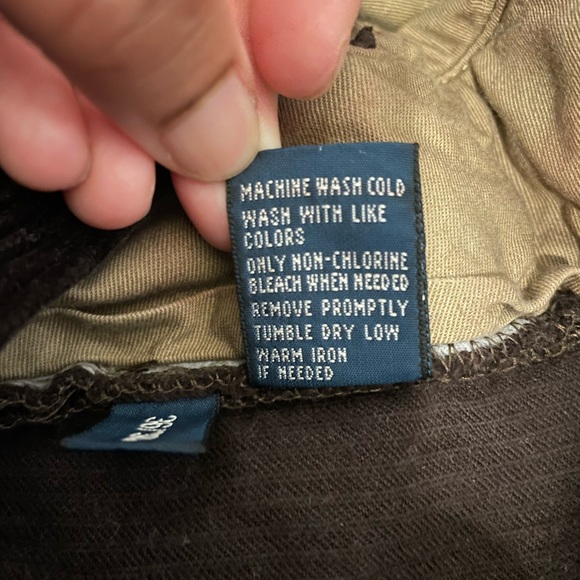 MACHINE WASH COLD
WASH WITH LIKE
COLORS
ONLY NON-CHLORINE
BLEACH WHEN NEEDED
REMOVE PROMPTLY
TUMBLE DRY LOW
WARM IRON
IF NEEDED